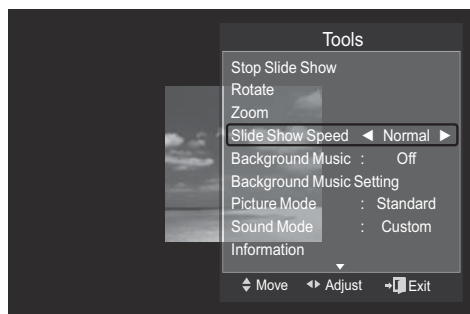 Tools
Stop Slide Show
Rotate
Zoom
Slide Show Speed ◀ Normal ▶
Background Music : Off
Background Music Setting
Picture Mode : Standard
Sound Mode : Custom
Information
Move Adjust Exit